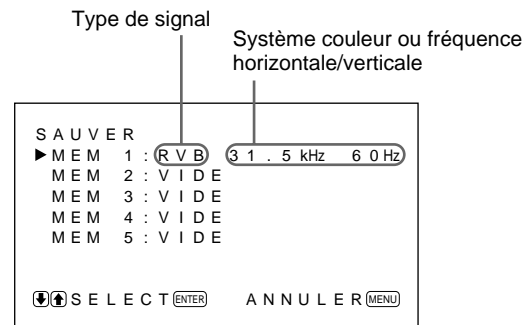 Type de signal
Système couleur ou fréquence
horizontale/verticale
SAUVER
▶MEM 1:RVB 31.5 kHz 60Hz
MEM 2:VIDE
MEM 3:VIDE
MEM 4:VIDE
MEM 5:VIDE
SELECT ENTER ANNULER MENU